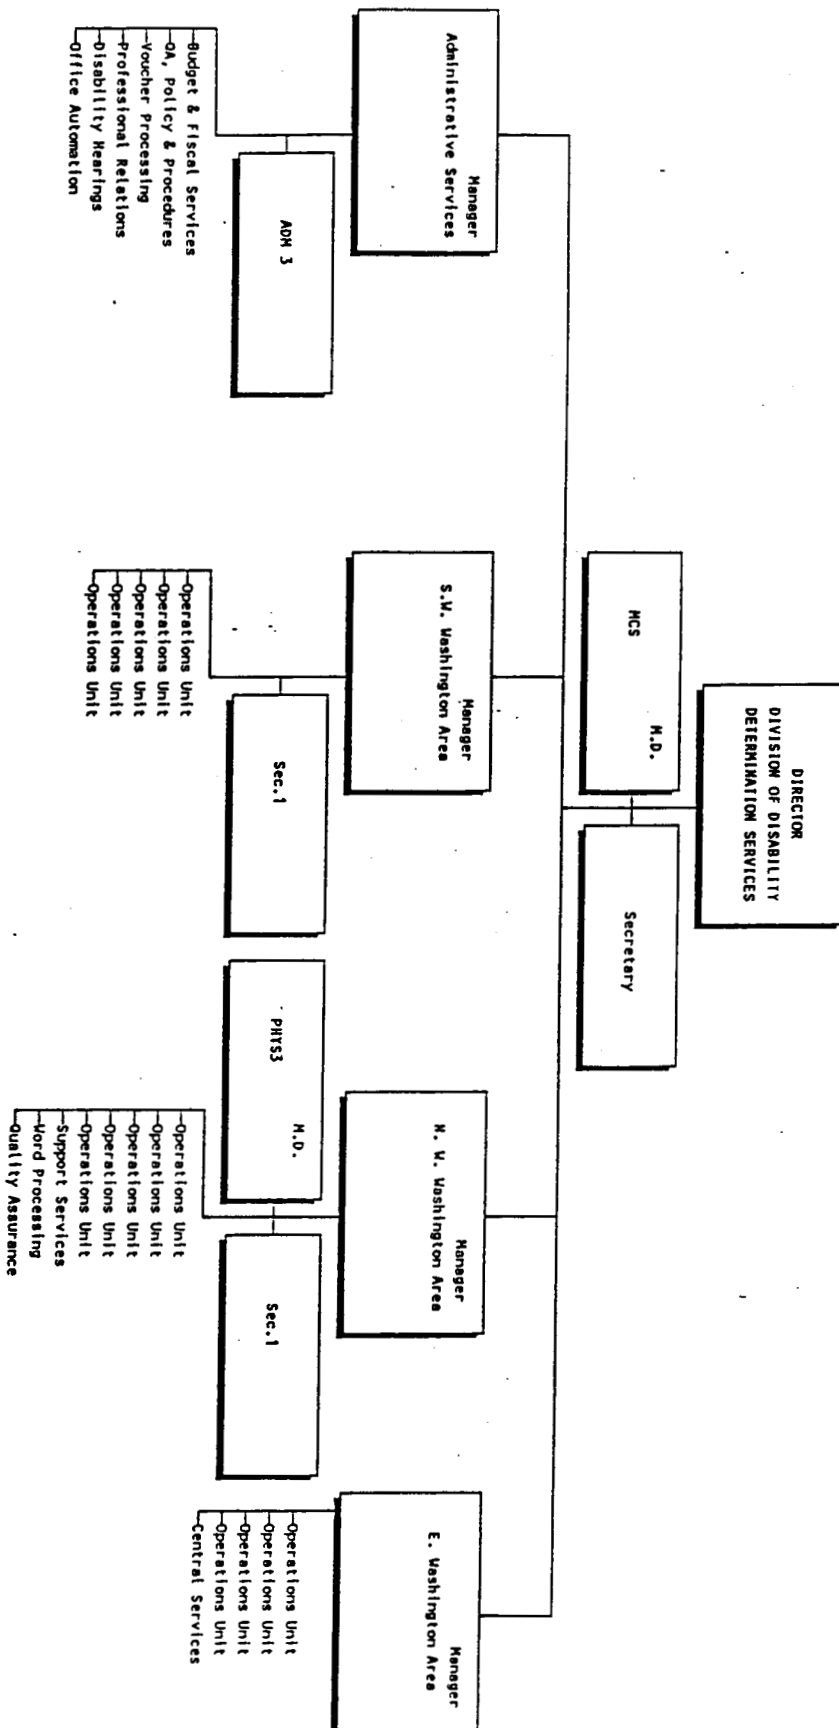 DIRECTOR
DIVISION OF DISABILITY
DETERMINATION SERVICES
M.D.
MCS
Secretary
Manager
Administrative Services
ADM 3
Budget & Fiscal Services
QA, Policy & Procedures
Voucher Processing
Professional Relations
Disability Hearings
Office Automation
Manager
S.W. Washington Area
Sec.1
Operations Unit
Operations Unit
Operations Unit
Operations Unit
Operations Unit
Manager
N. W. Washington Area
M.D.
PHYS3
Sec.1
Operations Unit
Operations Unit
Operations Unit
Operations Unit
Operations Unit
Support Services
Word Processing
Quality Assurance
Manager
E. Washington Area
Operations Unit
Operations Unit
Operations Unit
Operations Unit
Central Services